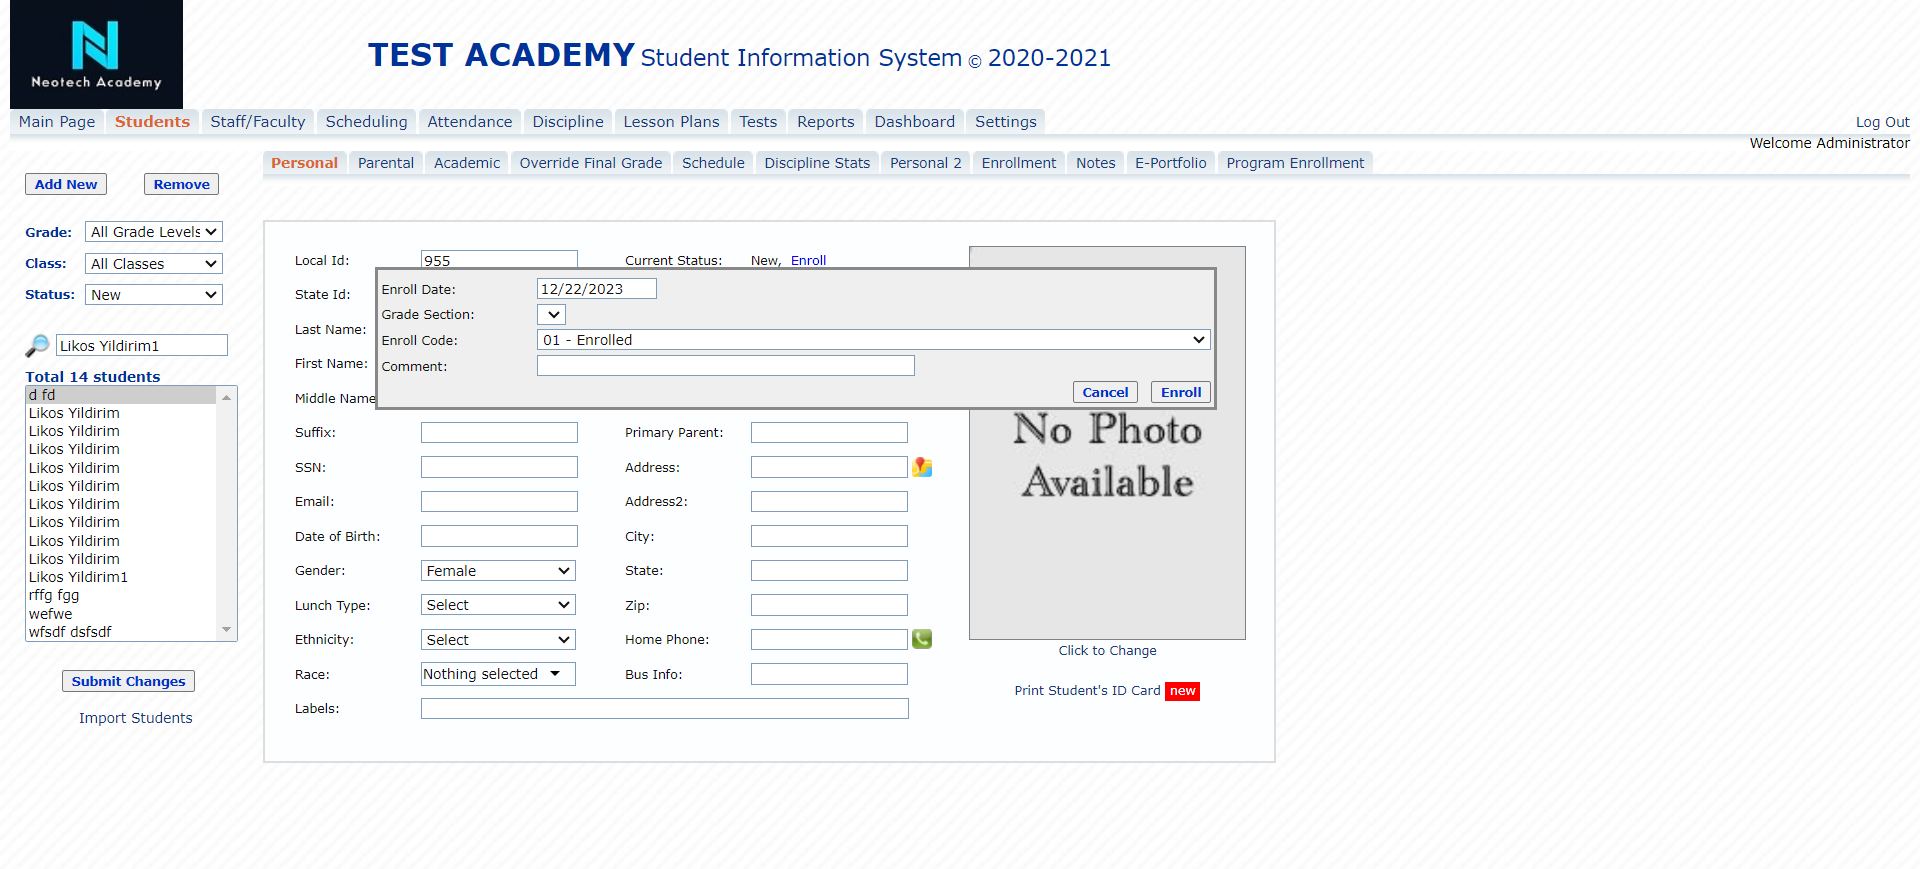 Neotech Academy
TEST ACADEMY Student Information System © 2020-2021
Main Page Students Staff/Faculty Scheduling Attendance Discipline Lesson Plans Tests Reports Dashboard Settings Log Out
Welcome Administrator
Personal Parental Academic Override Final Grade Schedule Discipline Stats Personal 2 Enrollment Notes E-Portfolio Program Enrollment
Add New Remove
Grade: All Grade Levels
Class: All Classes
Status: New
Likos Yildirim1
Total 14 students
d fd
Likos Yildirim
Likos Yildirim
Likos Yildirim
Likos Yildirim
Likos Yildirim
Likos Yildirim
Likos Yildirim
Likos Yildirim
Likos Yildirim
Likos Yildirim1
rffg fgg
wefwe
wfsdf dsfsdf
Submit Changes
Import Students
Local Id: 955 Current Status: New, Enroll
State Id:
Last Name:
First Name:
Middle Name
Enroll Date: 12/22/2023
Grade Section:
Enroll Code: 01 - Enrolled
Comment:
Cancel Enroll
Suffix: Primary Parent:
SSN: Address:
Email: Address2:
Date of Birth: City:
Gender: Female State:
Lunch Type: Select Zip:
Ethnicity: Select Home Phone:
Race: Nothing selected Bus Info:
Labels:
No Photo
Available
Click to Change
Print Student's ID Card new